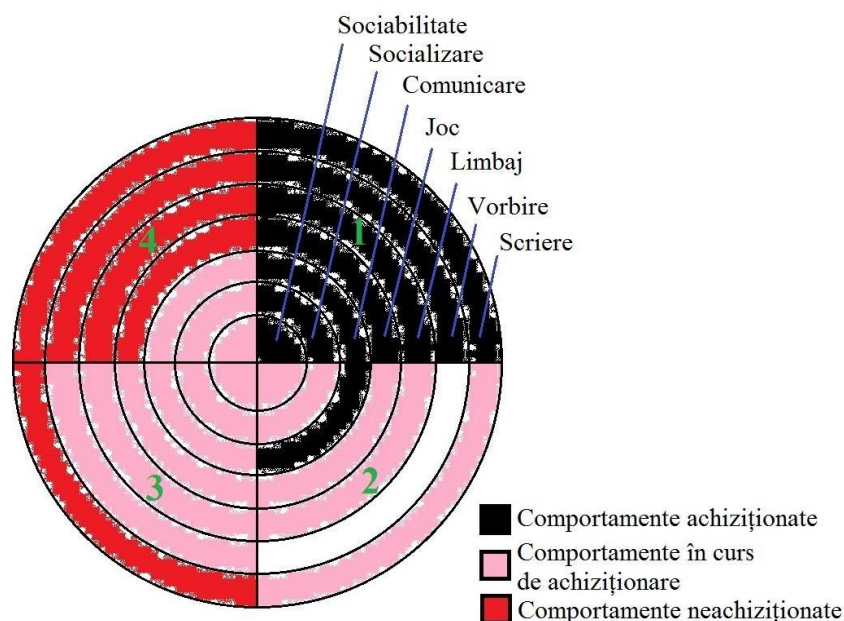 Sociabilitate
Socializare
Comunicare
Joc
Limbaj
Vorbire
Scriere
4
1
3
2
Comportamente achiziționate
Comportamente în curs
de achiziționare
Comportamente neachiziționate